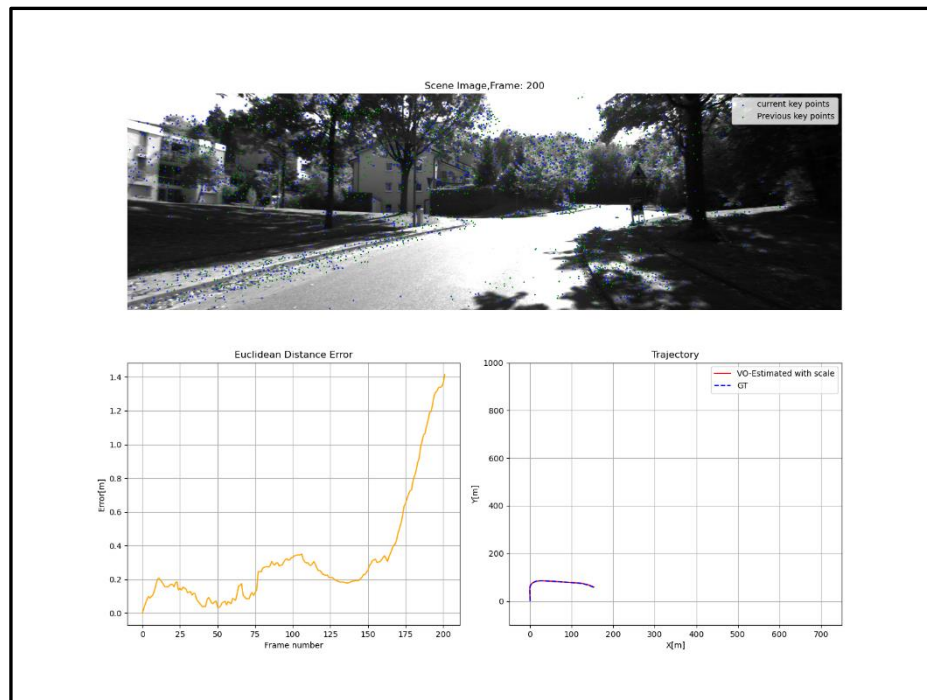 Scene Image,Frame: 200
current key points
Previous key points
Euclidean Distance Error
1.4
1.2
1.0
0.8
0.6
0.4
0.2
0.0
Error[m]
0 25 50 75 100 125 150 175 200
Frame number
Trajectory
VO-Estimated with scale
GT
1000
800
600
400
200
0
Y[m]
0 100 200 300 400 500 600 700
X[m]